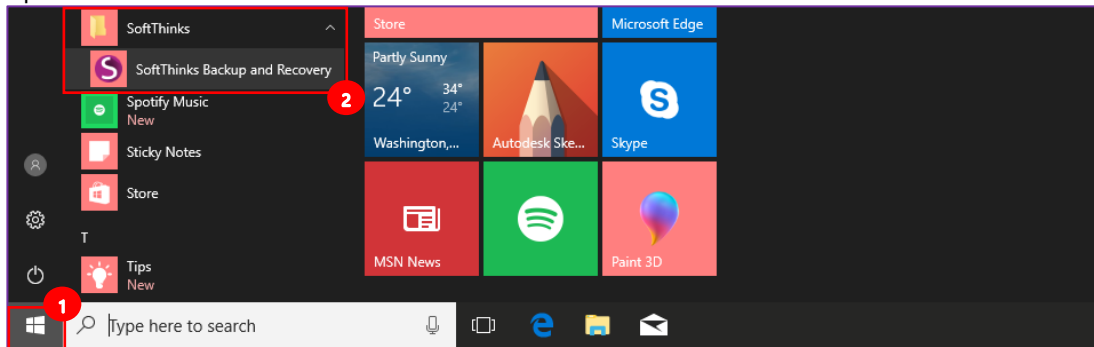 SoftThinks
SoftThinks Backup and Recovery
2
Spotify Music
New
Sticky Notes
Store
T
Tips
New
Store
Microsoft Edge
Partly Sunny
24° 34°
24°
Washington,...
Autodesk Ske...
Skype
MSN News
Paint 3D
1
Type here to search